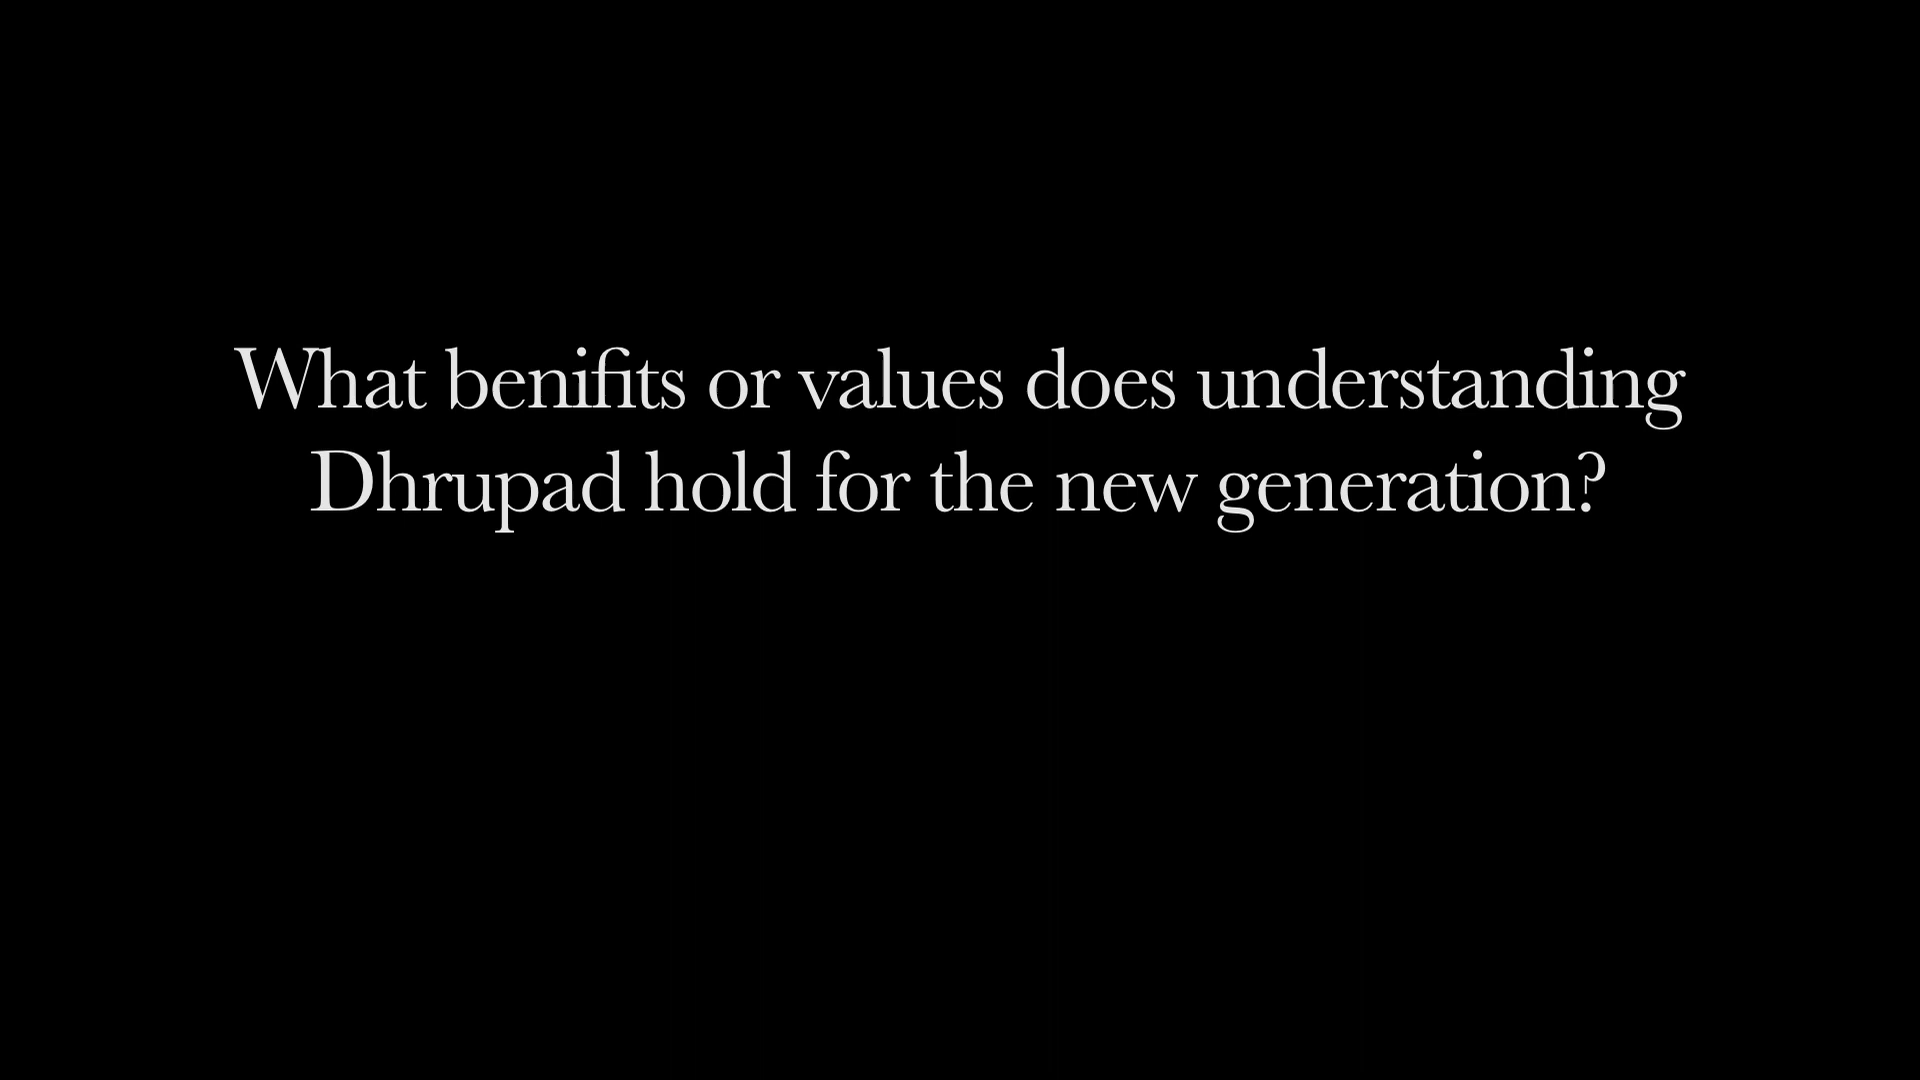 What benifits or values does understanding
Dhrupad hold for the new generation?